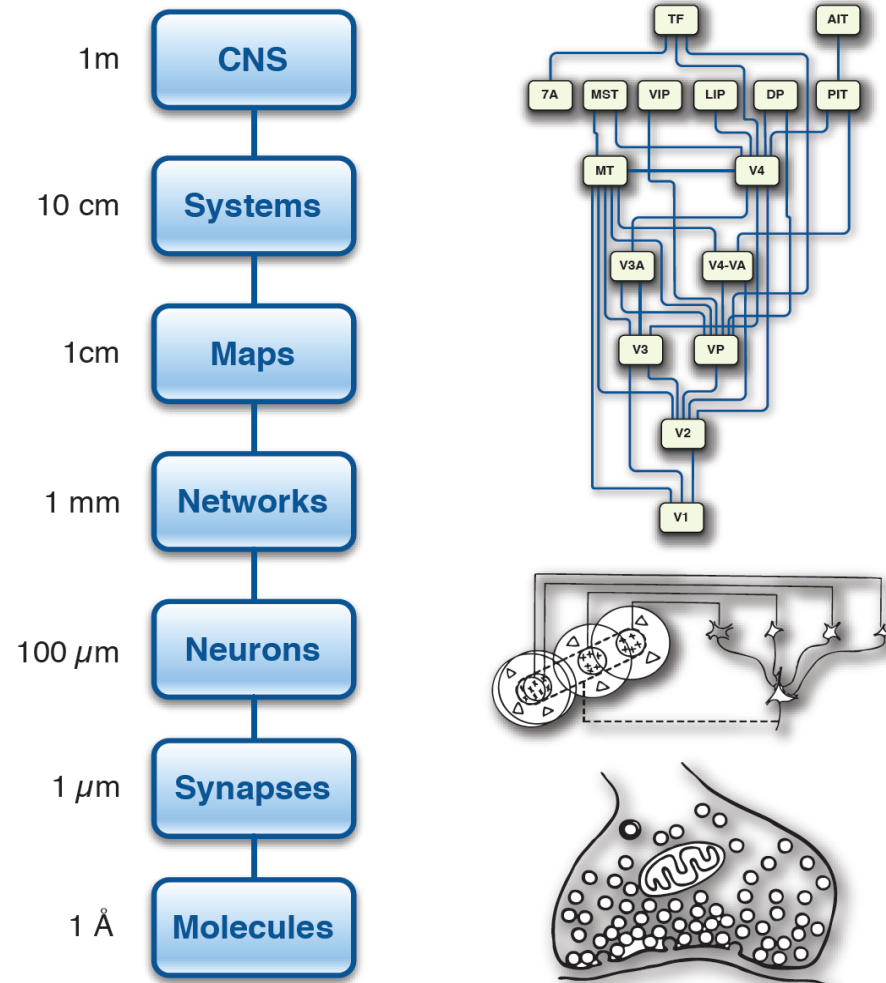 1m
CNS
10 cm
Systems
1cm
Maps
1 mm
Networks
100 µm
Neurons
1 µm
Synapses
1 Å
Molecules
TF
AIT
7A
MST
VIP
LIP
DP
PIT
MT
V4
V3A
V4-VA
V3
VP
V2
V1